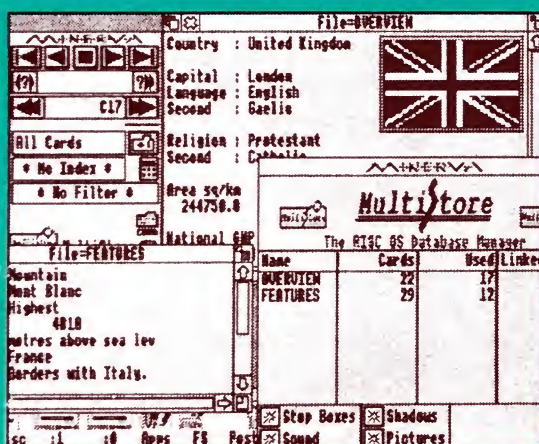 File=OVERVIEW
MINERVA
Country : United Kingdom
Capital : London
Language : English
Second : Gaelic
C17
All Cards
Religion : Protestant
Second : Catholic
* No Index *
* No Filter *
Area sq/km
244750.0
National GNP
MINERVA
MultiStore
The RISC OS Database Manager
Name Cards Used Linked
OVERVIEW 22 17
FEATURES 29 12
File=FEATURES
Mountain
Mont Blanc
Highest
4810
metres above sea lev
France
Borders with Italy.
:1 :0 Apps FS
Stop Boxes Shadows
Sound Pictures